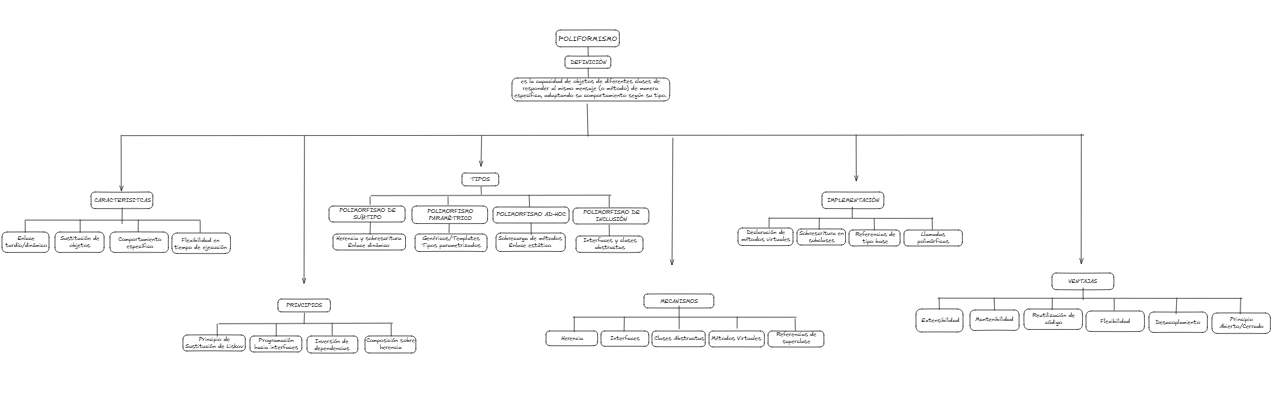 POLIFORMISMO
DEFINICIÓN
es la capacidad de objetos de diferentes clases de
responder al mismo mensaje (o método) de manera
específica, adaptando su comportamiento según su tipo.
CARACTERISITCAS
Enlace
tardío/dinámico
Sustitución de
objetos
Comportamiento
específico
Flexibilidad en
tiempo de ejecución
PRINCIPIOS
Principio de
Sustitución de Liskov
Programación
hacia interfaces
Inversión de
dependencias
Composición sobre
herencia
TIPOS
POLIMORFISMO DE
SUBTIPO
Herencia y sobrescritura
Enlace dinámico
POLIMORFISMO
PARAMÉTRICO
Genéricos/Templates
Tipos parametrizados
POLIMORFISMO AD-HOC
Sobrecarga de métodos
Enlace estático
POLIMORFISMO DE
INCLUSIÓN
Interfaces y clases
abstractas
MECANISMOS
Herencia
Interfaces
Clases Abstractas
Métodos Virtuales
Referencias de
superclase
IMPLEMENTACIÓN
Declaración de
métodos virtuales
Sobrescritura en
subclases
Referencias de
tipo base
Llamadas
polimórficas
VENTAJAS
Extensibilidad
Mantenibilidad
Reutilización de
código
Flexibilidad
Desacoplamiento
Principio
Abierto/Cerrado